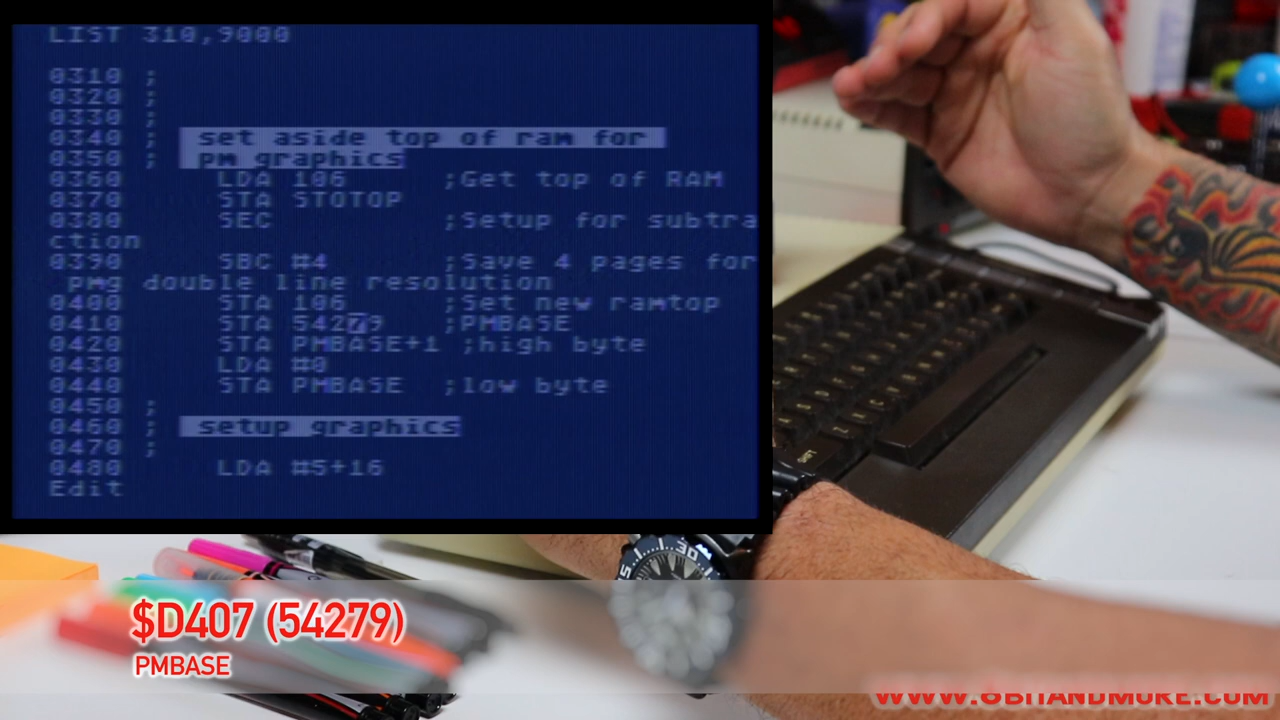 LIST 310,9000
0310 ;
0320 ;
0330 ;
0340 ; set aside top of ram for
0350 ; pm graphics
0360 LDA 106 ;Get top of RAM
0370 STA STOTOP
0380 SEC ;Setup for subtra
ction
0390 SBC #4 ;Save 4 pages for
pmg double line resolution
0400 STA 106 ;Set new ramtop
0410 STA 54279 ;PMBASE
0420 STA PMBASE+1 ;high byte
0430 LDA #0
0440 STA PMBASE ;low byte
0450 ;
0460 ; setup graphics
0470 ;
0480 LDA #5+16
Edit
$D407 (54279)
PMBASE
30
WWW.8BITANDMORE.COM